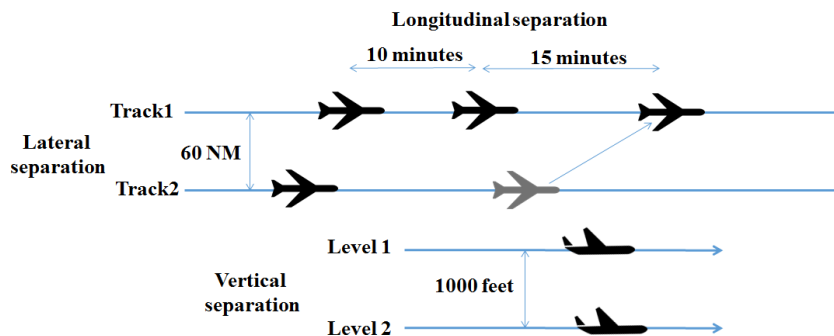 Longitudinal separation
10 minutes
15 minutes
Track1
Lateral
separation
60 NM
Track2
Level 1
Vertical
separation
1000 feet
Level 2